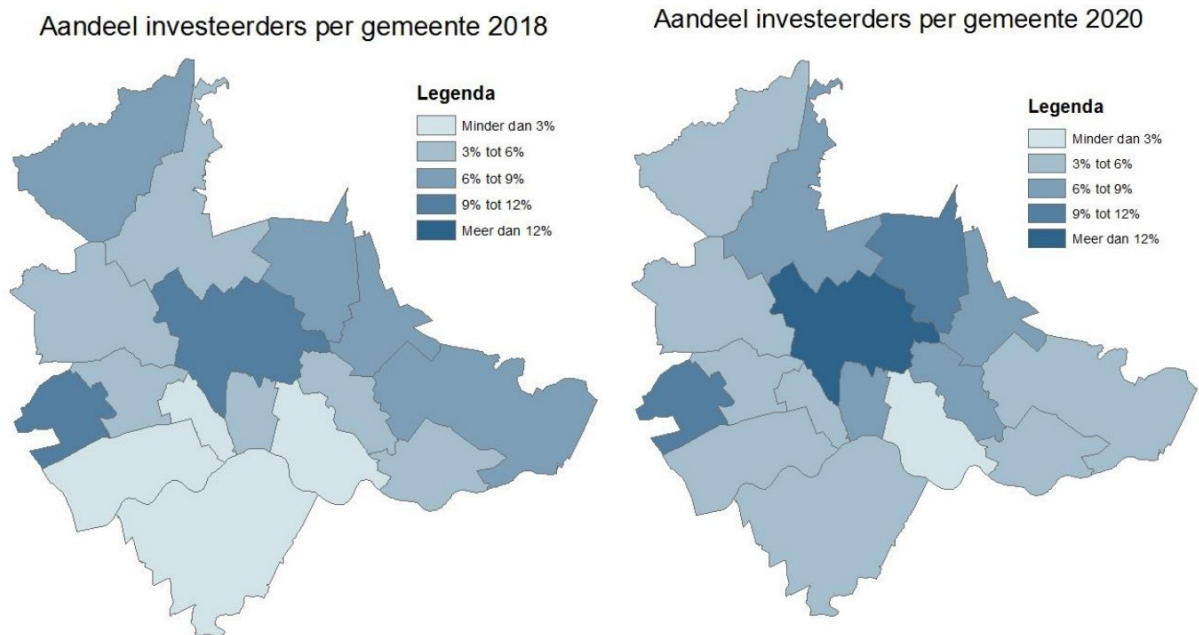 Aandeel investeerders per gemeente 2018
Legenda
Minder dan 3%
3% tot 6%
6% tot 9%
9% tot 12%
Meer dan 12%
Aandeel investeerders per gemeente 2020
Legenda
Minder dan 3%
3% tot 6%
6% tot 9%
9% tot 12%
Meer dan 12%